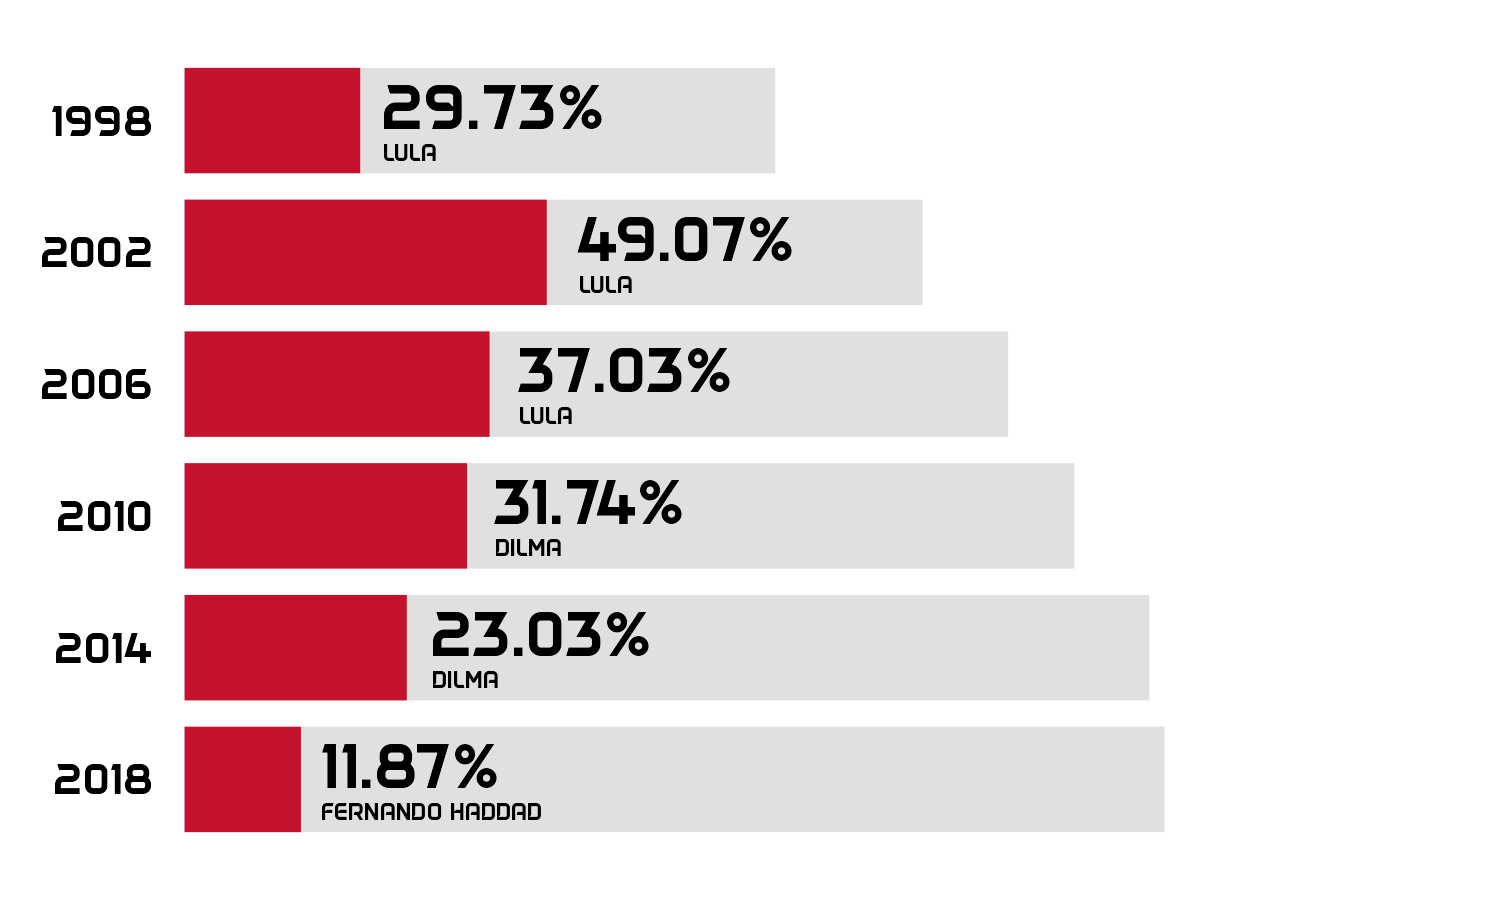 1998
29.73%
LULA
2002
49.07%
LULA
2006
37.03%
LULA
2010
31.74%
DILMA
2014
23.03%
DILMA
2018
11.87%
FERNANDO HADDAD